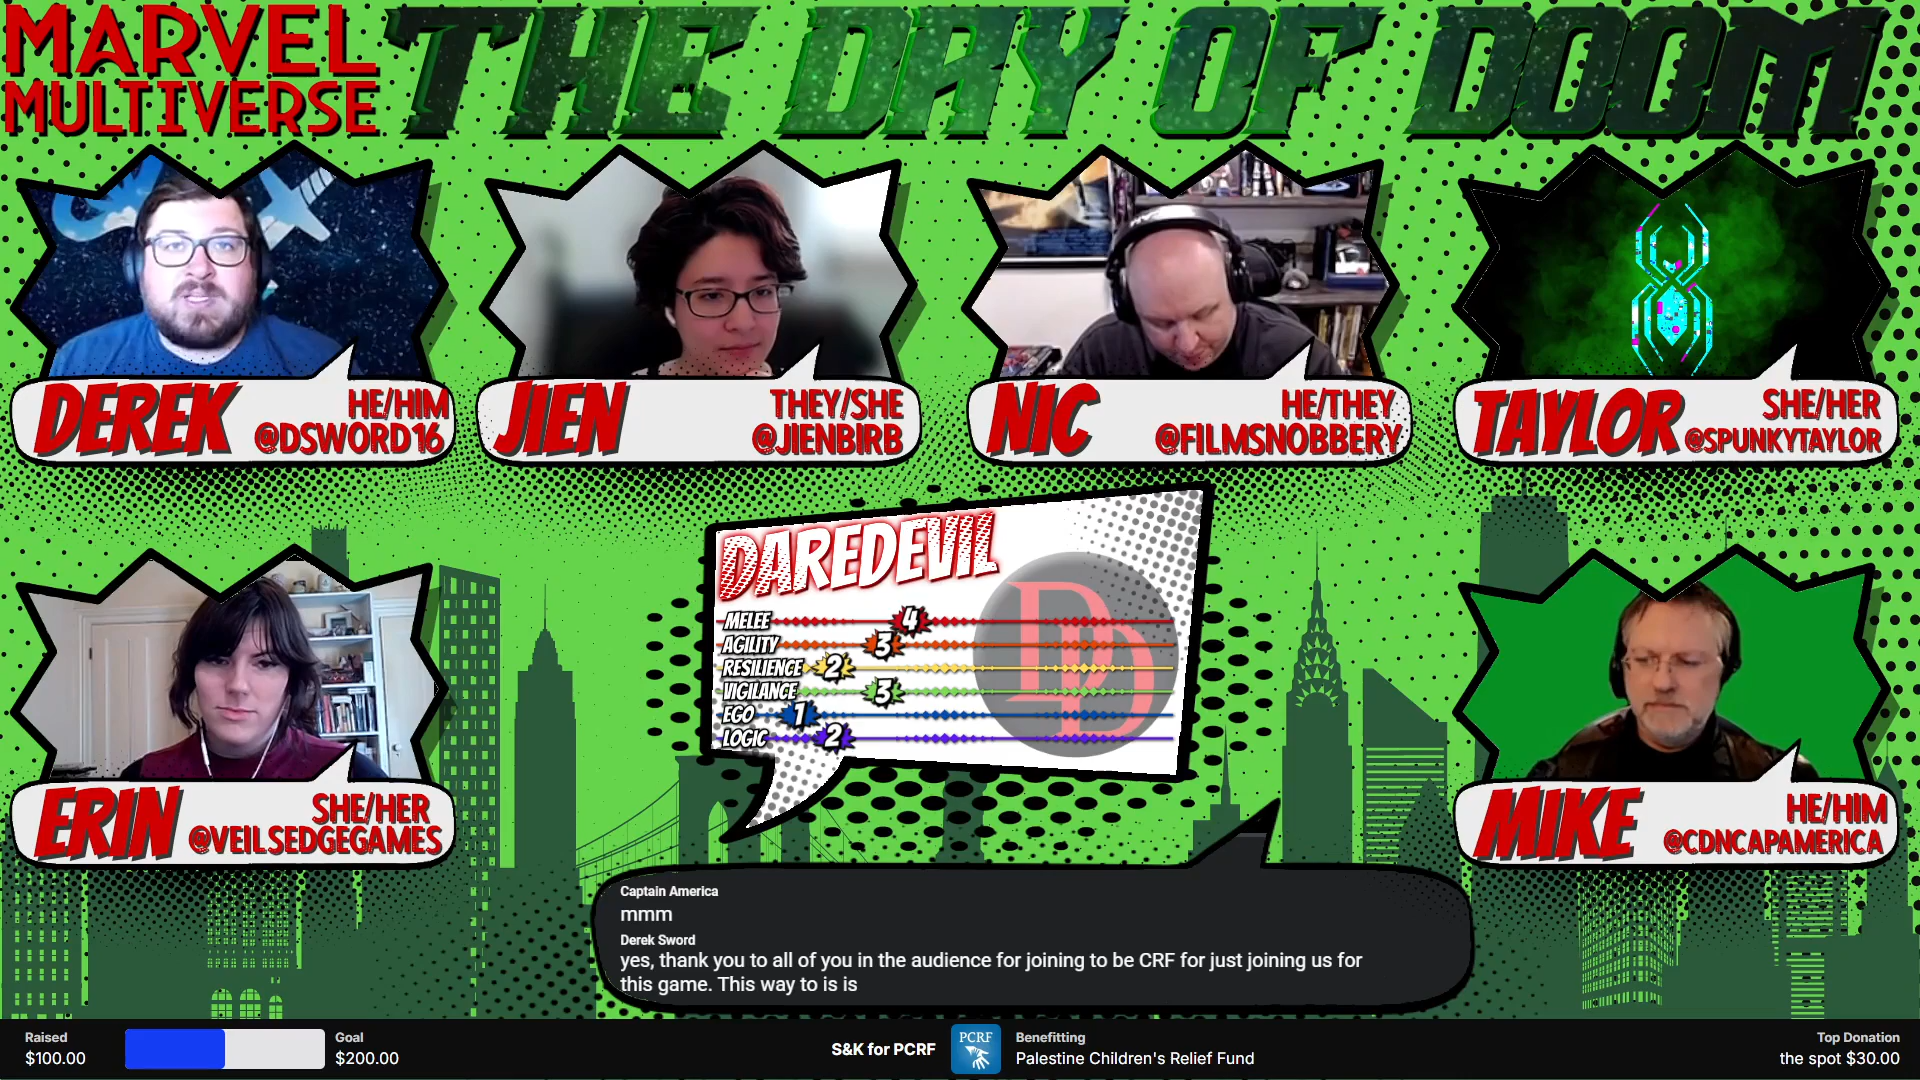 MARVEL
MULTIVERSE
THE DAY OF DOOM
DEREK
HE/HIM
@DSWORD16
JIEN
THEY/SHE
@JIENBIRB
NIC
HE/THEY
@FILMSNOBBERY
TAYLOR
SHE/HER
@SPUNKYTAYLOR
DAREDEVIL
MELEE 4
AGILITY 3
RESILIENCE 2
VIGILANCE 3
EGO 1
LOGIC 2
DD
ERIN
SHE/HER
@VEILSEDGEGAMES
MIKE
HE/HIM
@CDNCAPAMERICA
Captain America
mmm
Derek Sword
yes, thank you to all of you in the audience for joining to be CRF for just joining us for
this game. This way to is is
Raised
$100.00
Goal
$200.00
S&K for PCRF
PCRF
Benefitting
Palestine Children's Relief Fund
Top Donation
the spot $30.00